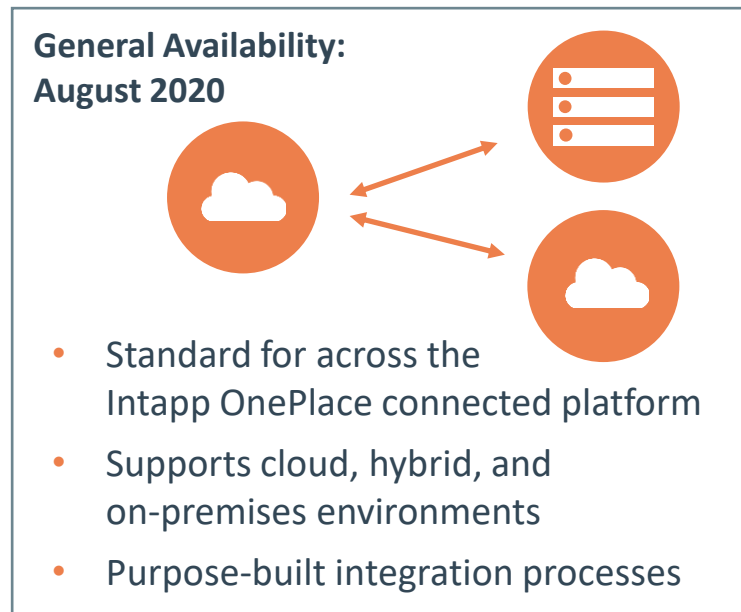 General Availability:
August 2020
• Standard for across the
Intapp OnePlace connected platform
• Supports cloud, hybrid, and
on-premises environments
• Purpose-built integration processes